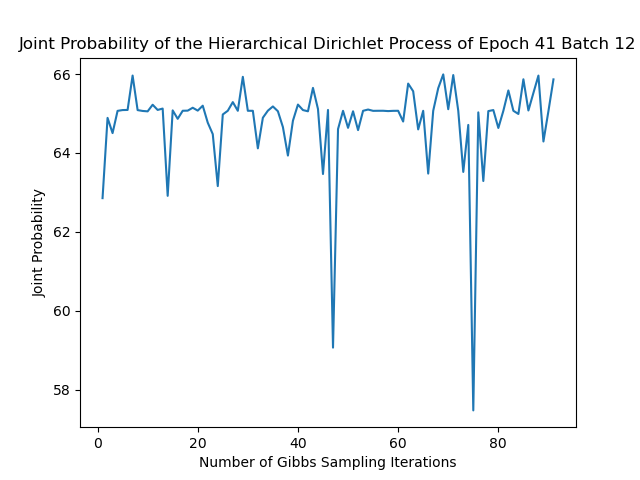 Joint Probability of the Hierarchical Dirichlet Process of Epoch 41 Batch 12
66
64
62
60
58
Joint Probability
0 20 40 60 80
Number of Gibbs Sampling Iterations